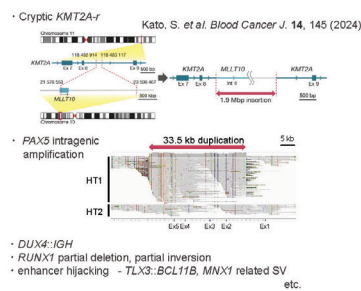 · Cryptic KMT2A-r
Kato, S. et al. Blood Cancer J. 14, 145 (2024)
Chromosome 11
118 482 914
118 483 117
KMT2A
Ex 7
Ex 8
Ex 9
500 bp
KMT2A
MLLT10
KMT2A
Ex 7
Ex 8
Int 8
Ex 9
1.9 Mbp insertion
500 bp
MLLT10
500 kbp
Chromosome 10
· PAX5 intragenic
amplification
33.5 kb duplication
5 kb
HT1
HT2
Ex5
Ex4
Ex3
Ex2
Ex1
· DUX4::IGH
· RUNX1 partial deletion, partial inversion
· enhancer hijacking - TLX3::BCL11B, MNX1 related SV
etc.